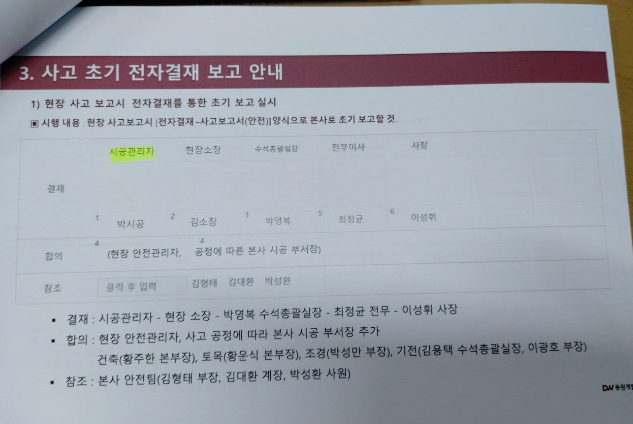 3. 사고 초기 전자결재 보고 안내
1) 현장 사고 보고시 전자결재를 통한 초기 보고 실시
▣ 시행 내용 : 현장 사고보고시 [전자결재 -사고보고서(안전)] 양식으로 본사로 초기 보고할 것.
시공관리자 현장소장 수석총괄실장 전무이사 사장
결재
1 박시공 2 김소장 3 박영복 5 최정균 6 이성휘
4 4
합의 (현장 안전관리자, 공정에 따른 본사 시공 부서장)
참조 클릭 후 입력 김형태 김대환 박성환
▪ 결재 : 시공관리자 - 현장 소장 - 박영복 수석총괄실장 - 최정균 전무 - 이성휘 사장
▪ 합의 : 현장 안전관리자, 사고 공정에 따라 본사 시공 부서장 추가
건축(황주한 본부장), 토목(황운식 본부장), 조경(박성만 부장), 기전(김용택 수석총괄실장, 이광호 부장)
▪ 참조 : 본사 안전팀(김형태 부장, 김대환 계장, 박성환 사원)
DW 동원개발